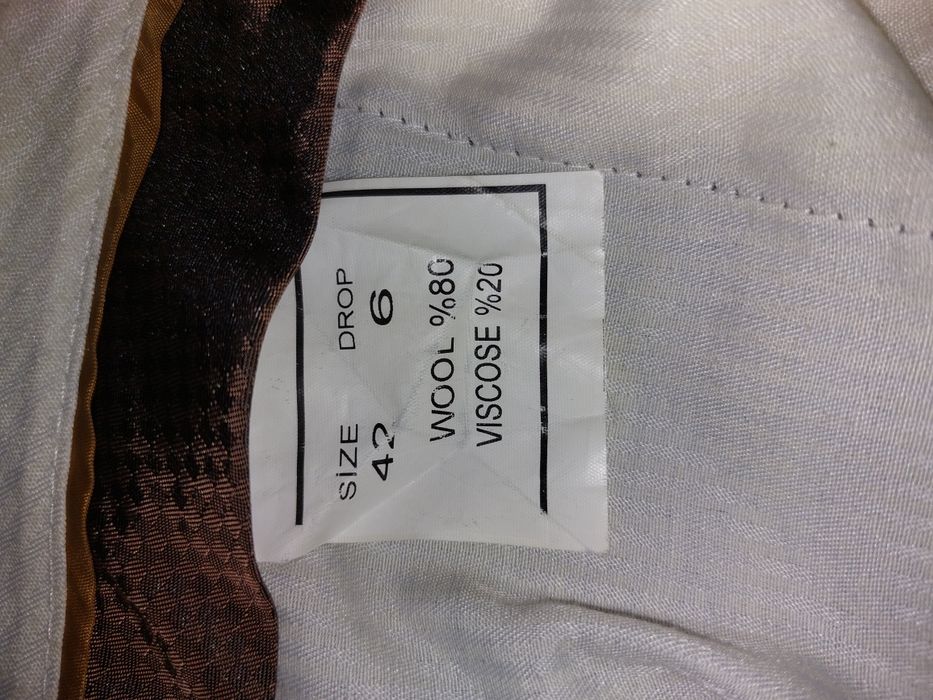 SİZE DROP
42 6
WOOL %80
VISCOSE %20